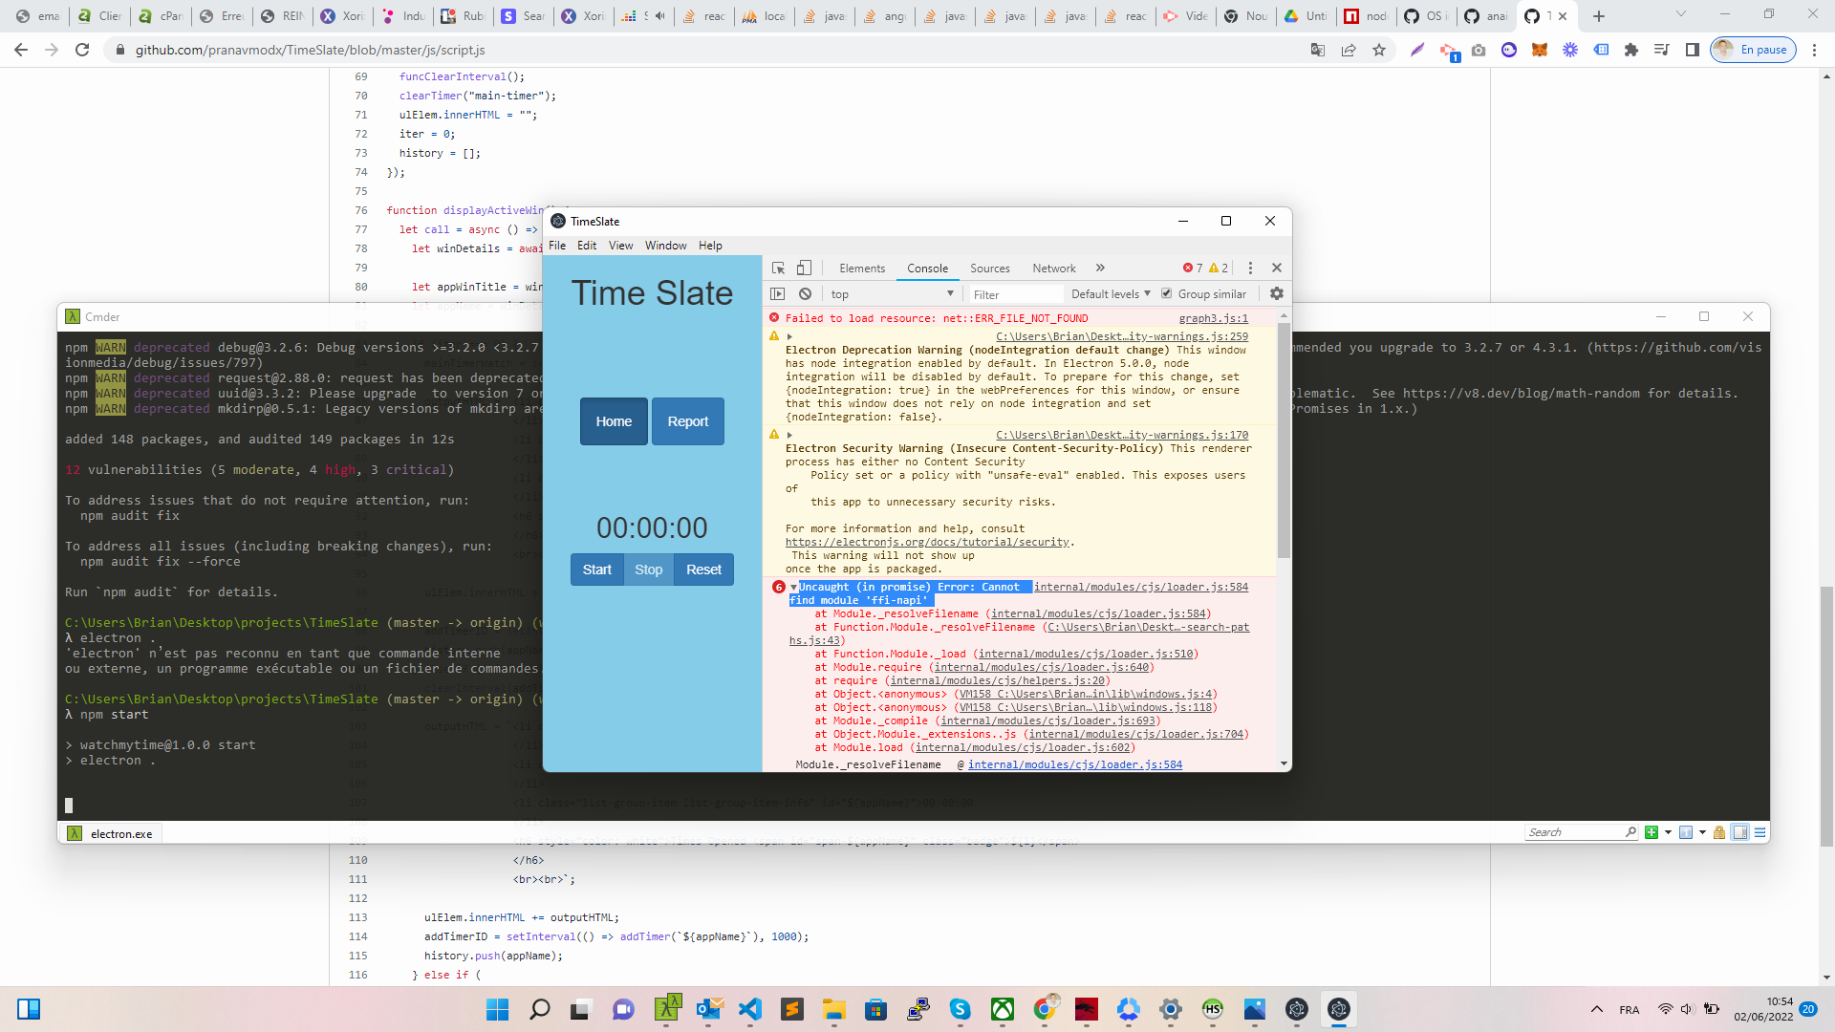 ema
Clier
cPan
Erreu
REIN
Xoris
Indu
Rub
Sear
Xoris
S
reac
loca
java
ang
java
java
java
reac
Vide
Nou
Unti
node
OS i
anai
T
github.com/pranavmodx/TimeSlate/blob/master/js/script.js
En pause
69 funcClearInterval();
70 clearTimer("main-timer");
71 ulElem.innerHTML = "";
72 iter = 0;
73 history = [];
74 });
75
76 function displayActiveWin
77 let call = async () =>
78 let winDetails = awai
79
80 let appWinTitle = win
TimeSlate
File Edit View Window Help
Time Slate
Home Report
00:00:00
Start Stop Reset
Elements Console Sources Network 7 2
top Filter Default levels Group similar
Failed to load resource: net::ERR_FILE_NOT_FOUND graph3.js:1
C:\Users\Brian\Deskt…ity-warnings.js:259
Electron Deprecation Warning (nodeIntegration default change) This window
has node integration enabled by default. In Electron 5.0.0, node
integration will be disabled by default. To prepare for this change, set
{nodeIntegration: true} in the webPreferences for this window, or ensure
that this window does not rely on node integration and set
{nodeIntegration: false}.
C:\Users\Brian\Deskt…ity-warnings.js:170
Electron Security Warning (Insecure Content-Security-Policy) This renderer
process has either no Content Security
Policy set or a policy with "unsafe-eval" enabled. This exposes users
of
this app to unnecessary security risks.
For more information and help, consult
https://electronjs.org/docs/tutorial/security.
This warning will not show up
once the app is packaged.
6 Uncaught (in promise) Error: Cannot internal/modules/cjs/loader.js:584
find module 'ffi-napi'
at Module._resolveFilename (internal/modules/cjs/loader.js:584)
at Function.Module._resolveFilename (C:\Users\Brian\Deskt…-search-pat
hs.js:43)
at Function.Module._load (internal/modules/cjs/loader.js:510)
at Module.require (internal/modules/cjs/loader.js:640)
at require (internal/modules/cjs/helpers.js:20)
at Object.<anonymous> (VM158 C:\Users\Brian…in\lib\windows.js:4)
at Object.<anonymous> (VM158 C:\Users\Brian…\lib\windows.js:118)
at Module._compile (internal/modules/cjs/loader.js:693)
at Object.Module._extensions..js (internal/modules/cjs/loader.js:704)
at Module.load (internal/modules/cjs/loader.js:602)
Module._resolveFilename @ internal/modules/cjs/loader.js:584
Cmder
npm WARN deprecated debug@3.2.6: Debug versions >=3.2.0 <3.2.7 mmended you upgrade to 3.2.7 or 4.3.1. (https://github.com/vis
ionmedia/debug/issues/797)
npm WARN deprecated request@2.88.0: request has been deprecated
npm WARN deprecated uuid@3.3.2: Please upgrade to version 7 or blematic. See https://v8.dev/blog/math-random for details.
npm WARN deprecated mkdirp@0.5.1: Legacy versions of mkdirp are Promises in 1.x.)
added 148 packages, and audited 149 packages in 12s
12 vulnerabilities (5 moderate, 4 high, 3 critical)
To address issues that do not require attention, run:
npm audit fix
To address all issues (including breaking changes), run:
npm audit fix --force
Run `npm audit` for details.
C:\Users\Brian\Desktop\projects\TimeSlate (master -> origin) (w
λ electron .
'electron' n’est pas reconnu en tant que commande interne
ou externe, un programme exécutable ou un fichier de commandes.
C:\Users\Brian\Desktop\projects\TimeSlate (master -> origin) (w
λ npm start
> watchmytime@1.0.0 start
> electron .
electron.exe
Search
110 </h6>
111 <br><br>`;
112
113 ulElem.innerHTML += outputHTML;
114 addTimerID = setInterval(() => addTimer(`${appName}`), 1000);
115 history.push(appName);
116 } else if (
FRA
10:54
02/06/2022
20